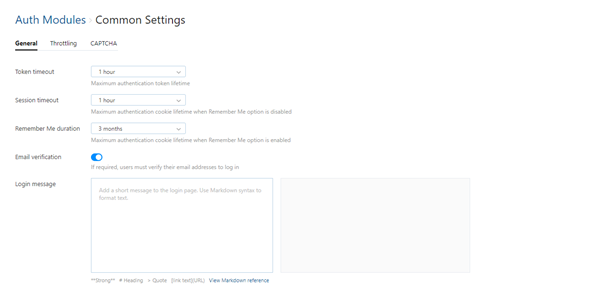 Auth Modules › Common Settings
General Throttling CAPTCHA
Token timeout 1 hour
Maximum authentication token lifetime
Session timeout 1 hour
Maximum authentication cookie lifetime when Remember Me option is disabled
Remember Me duration 3 months
Maximum authentication cookie lifetime when Remember Me option is enabled
Email verification
If required, users must verify their email addresses to log in
Login message
Add a short message to the login page. Use Markdown syntax to
format text.
**Strong** # Heading > Quote [link text](URL) View Markdown reference